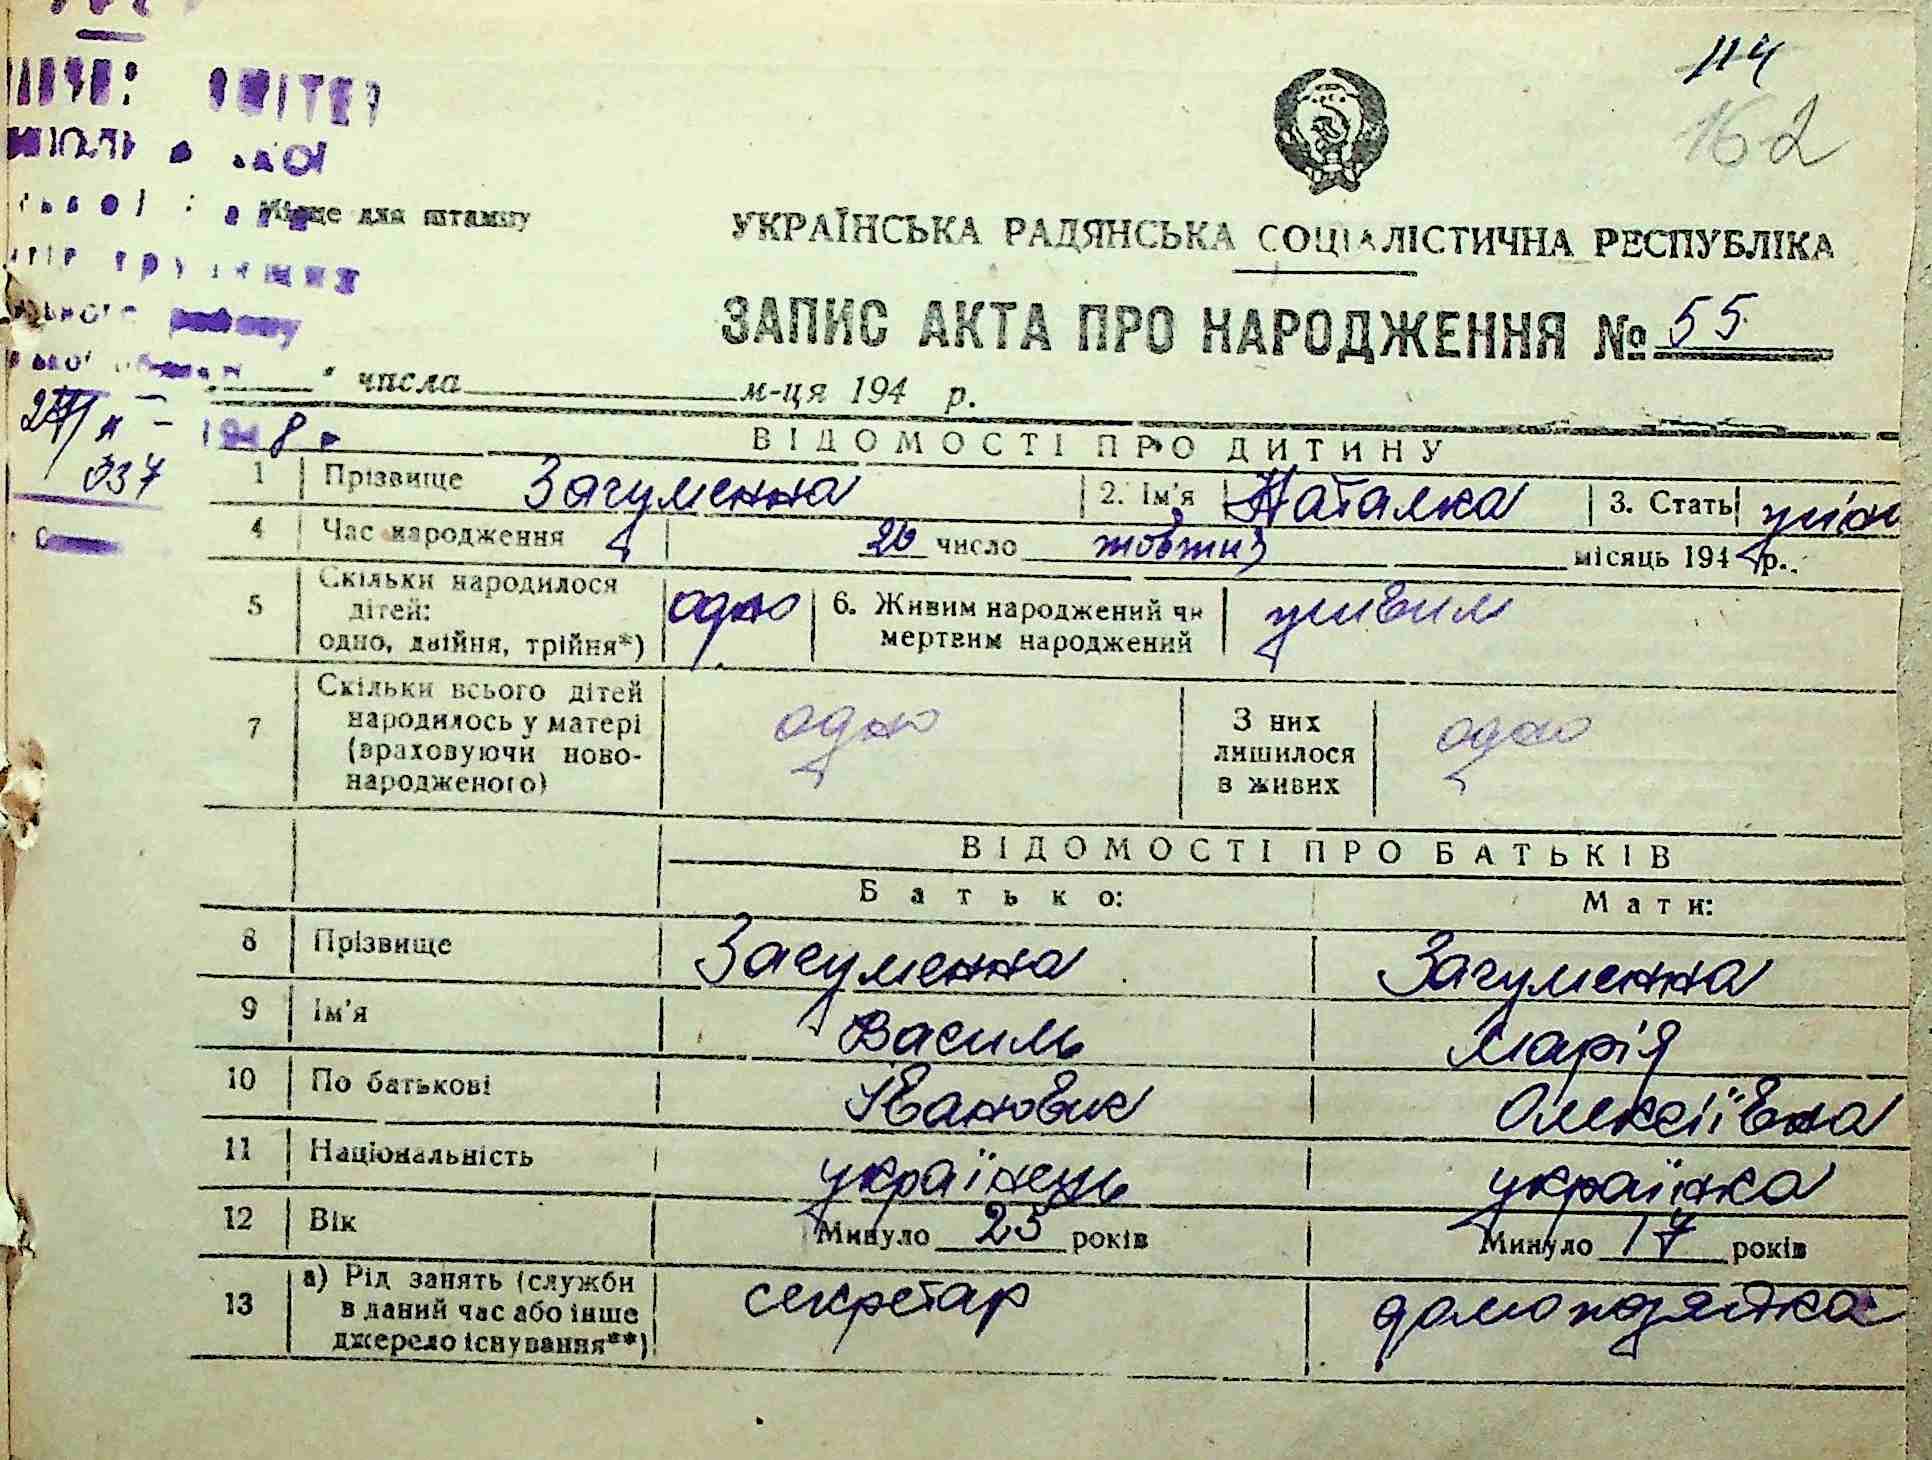 114
162
Місце для штампу
УКРАЇНСЬКА РАДЯНСЬКА СОЦІАЛІСТИЧНА РЕСПУБЛІКА
ЗАПИС АКТА ПРО НАРОДЖЕННЯ № 55
„ “ числа м-ця 194 р.
27/II – 1948 р
337
ВІДОМОСТІ ПРО ДИТИНУ
1 Прізвище Загуменна 2. Ім'я Наталка 3. Стать
4 Час народження 20 число місяць 194 р.
5 Скільки народилося дітей: одно, двійня, трійня*) одно 6. Живим народжений чи мертвим народжений живим
7 Скільки всього дітей народилось у матері (враховуючи новонародженого) одно З них лишилося в живих одно
ВІДОМОСТІ ПРО БАТЬКІВ
Батько: Мати:
8 Прізвище Загуменна Загуменна
9 Ім'я Василь Марія
10 По батькові Івановик Олексіївна
11 Національність українець українка
12 Вік Минуло 25 років Минуло 17 років
13 а) Рід занять (служби в даний час або інше джерело існування**) секретар